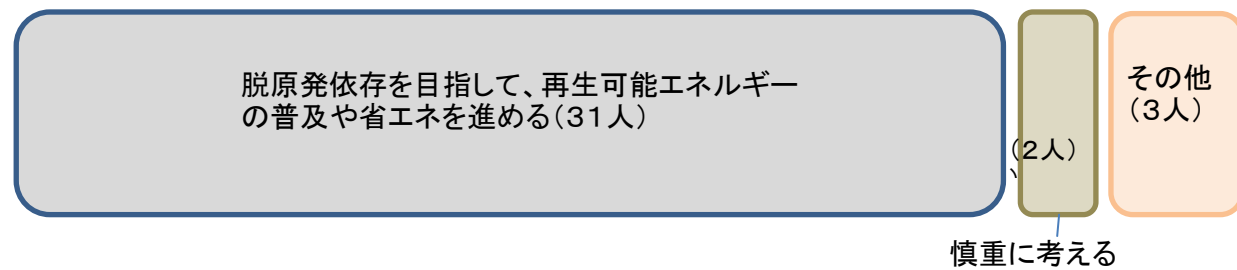 脱原発依存を目指して、再生可能エネルギー
の普及や省エネを進める（３１人）
（２人）
その他
（３人）
慎重に考える